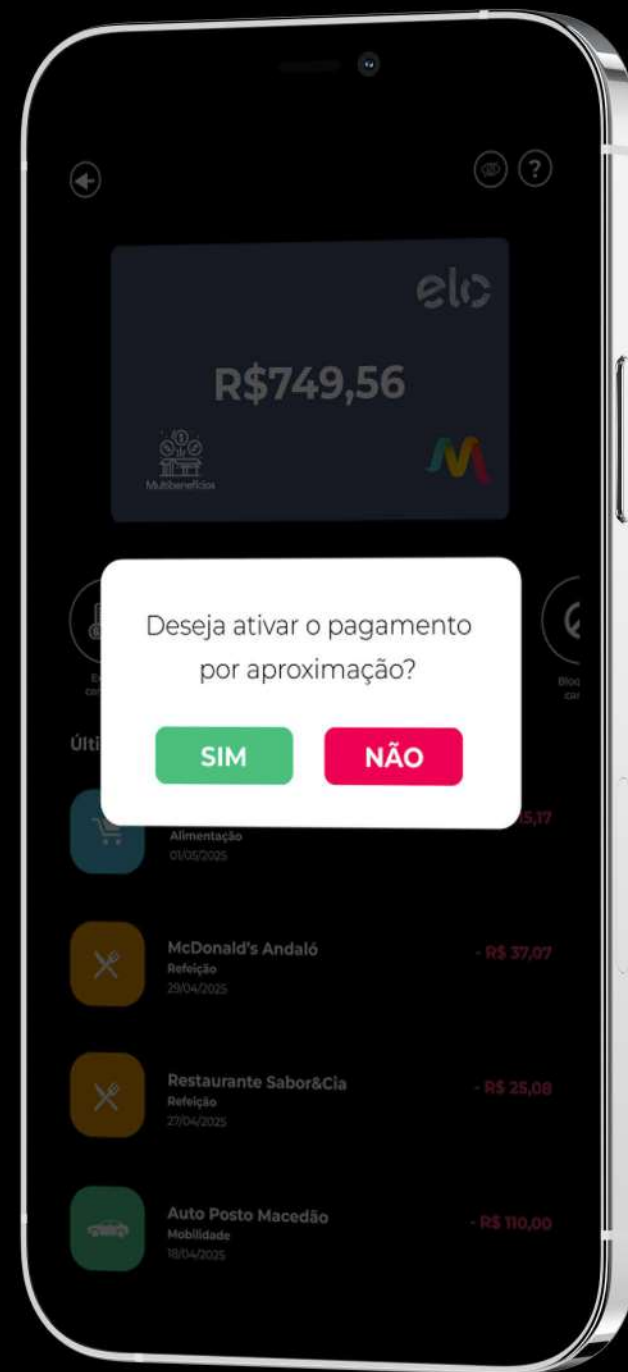 ?
elo
R$749,56
Multibenefícios
Deseja ativar o pagamento
por aproximação?
SIM
NÃO
15,17
Alimentação
01/05/2025
McDonald's Andaló
- R$ 37,07
Refeição
29/04/2025
Restaurante Sabor&Cia
- R$ 25,08
Refeição
27/04/2025
Auto Posto Macedão
- R$ 110,00
Mobilidade
18/04/2025